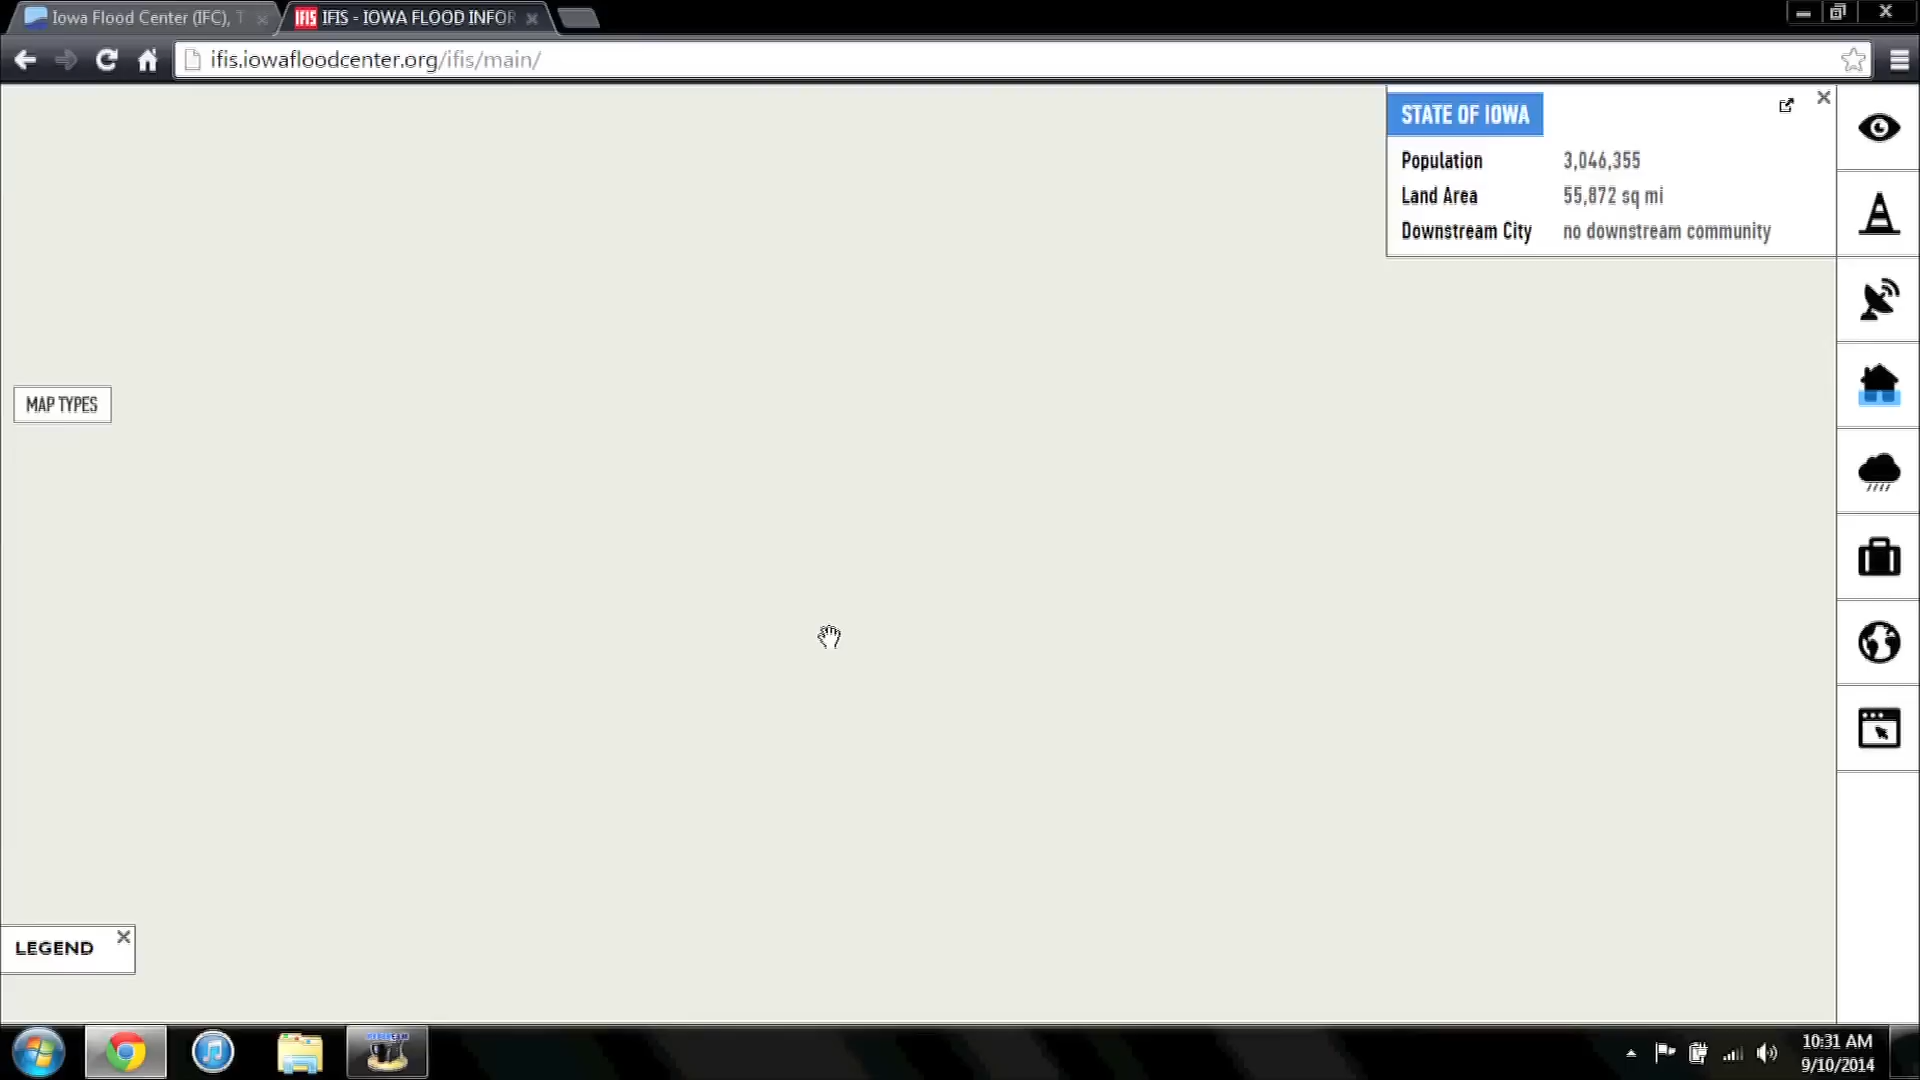 Iowa Flood Center (IFC), T
IFIS
IFIS - IOWA FLOOD INFOR
ifis.iowafloodcenter.org/ifis/main/
STATE OF IOWA
Population 3,046,355
Land Area 55,872 sq mi
Downstream City no downstream community
MAP TYPES
LEGEND
10:31 AM
9/10/2014